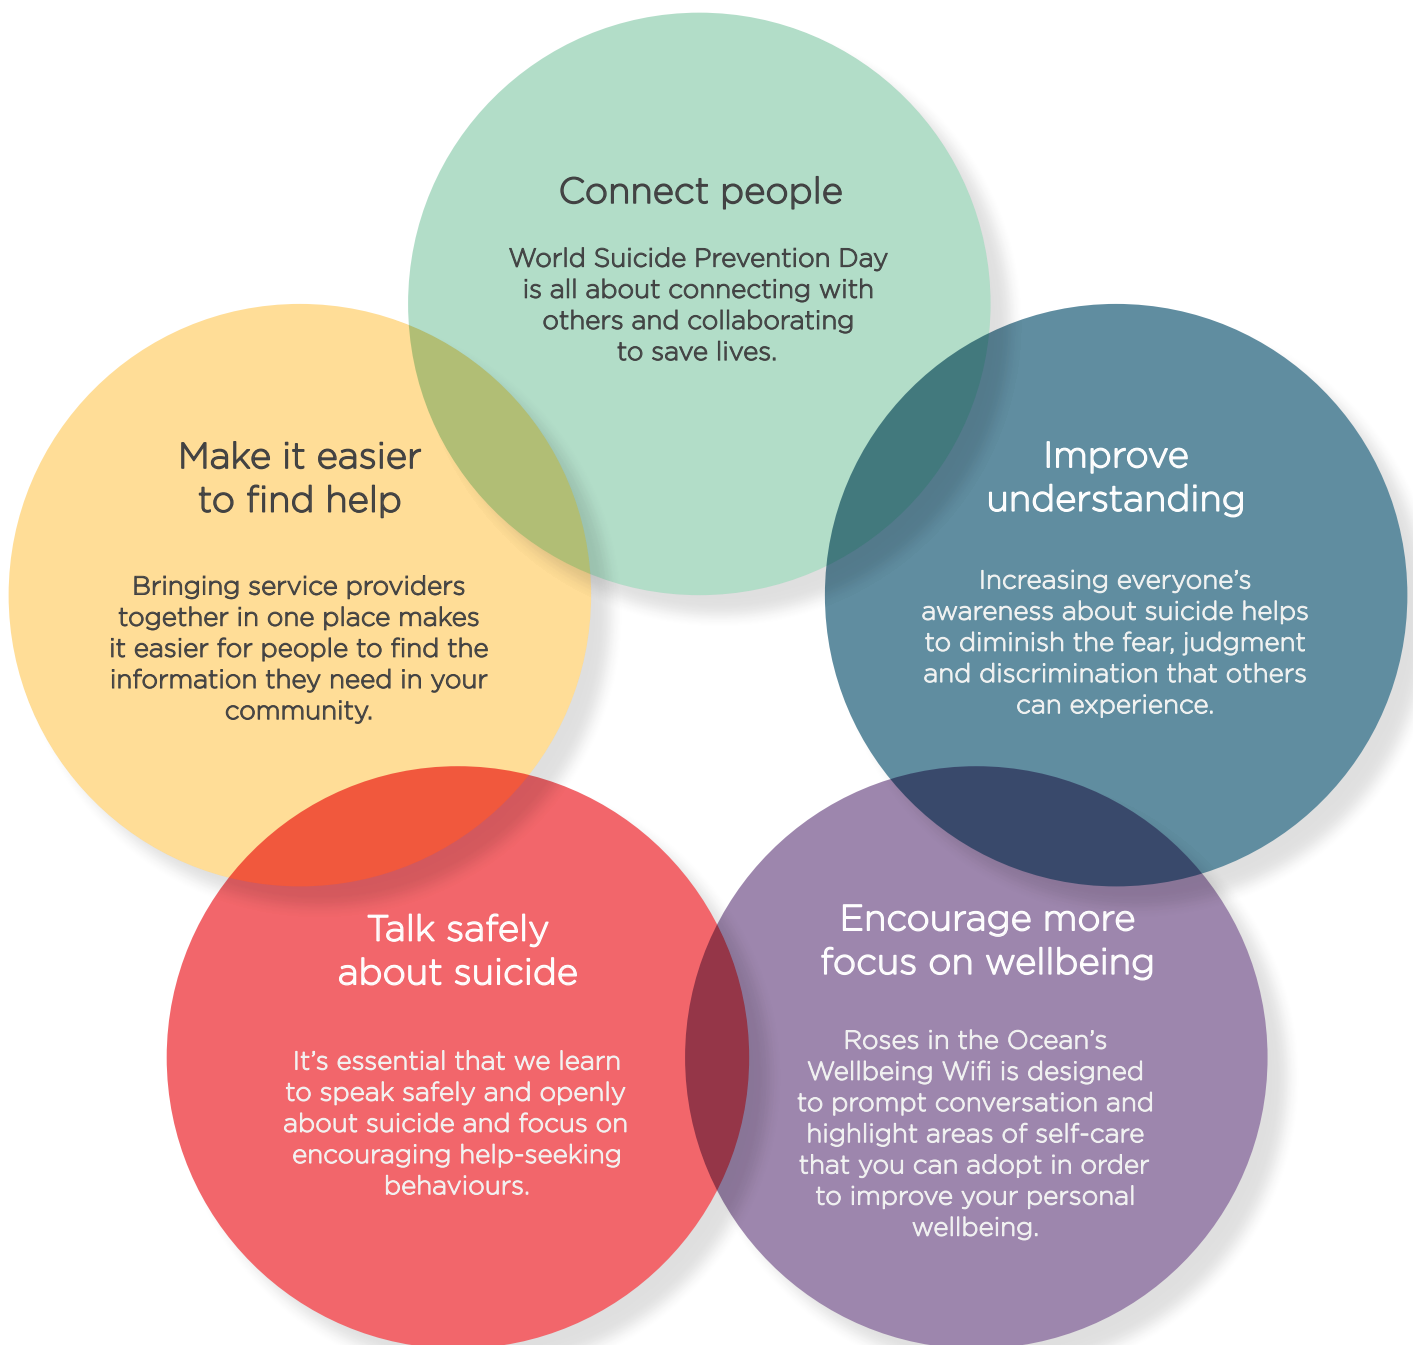 Connect people
World Suicide Prevention Day
is all about connecting with
others and collaborating
to save lives.
Make it easier
to find help
Bringing service providers
together in one place makes
it easier for people to find the
information they need in your
community.
Improve
understanding
Increasing everyone’s
awareness about suicide helps
to diminish the fear, judgment
and discrimination that others
can experience.
Talk safely
about suicide
It’s essential that we learn
to speak safely and openly
about suicide and focus on
encouraging help-seeking
behaviours.
Encourage more
focus on wellbeing
Roses in the Ocean’s
Wellbeing Wifi is designed
to prompt conversation and
highlight areas of self-care
that you can adopt in order
to improve your personal
wellbeing.